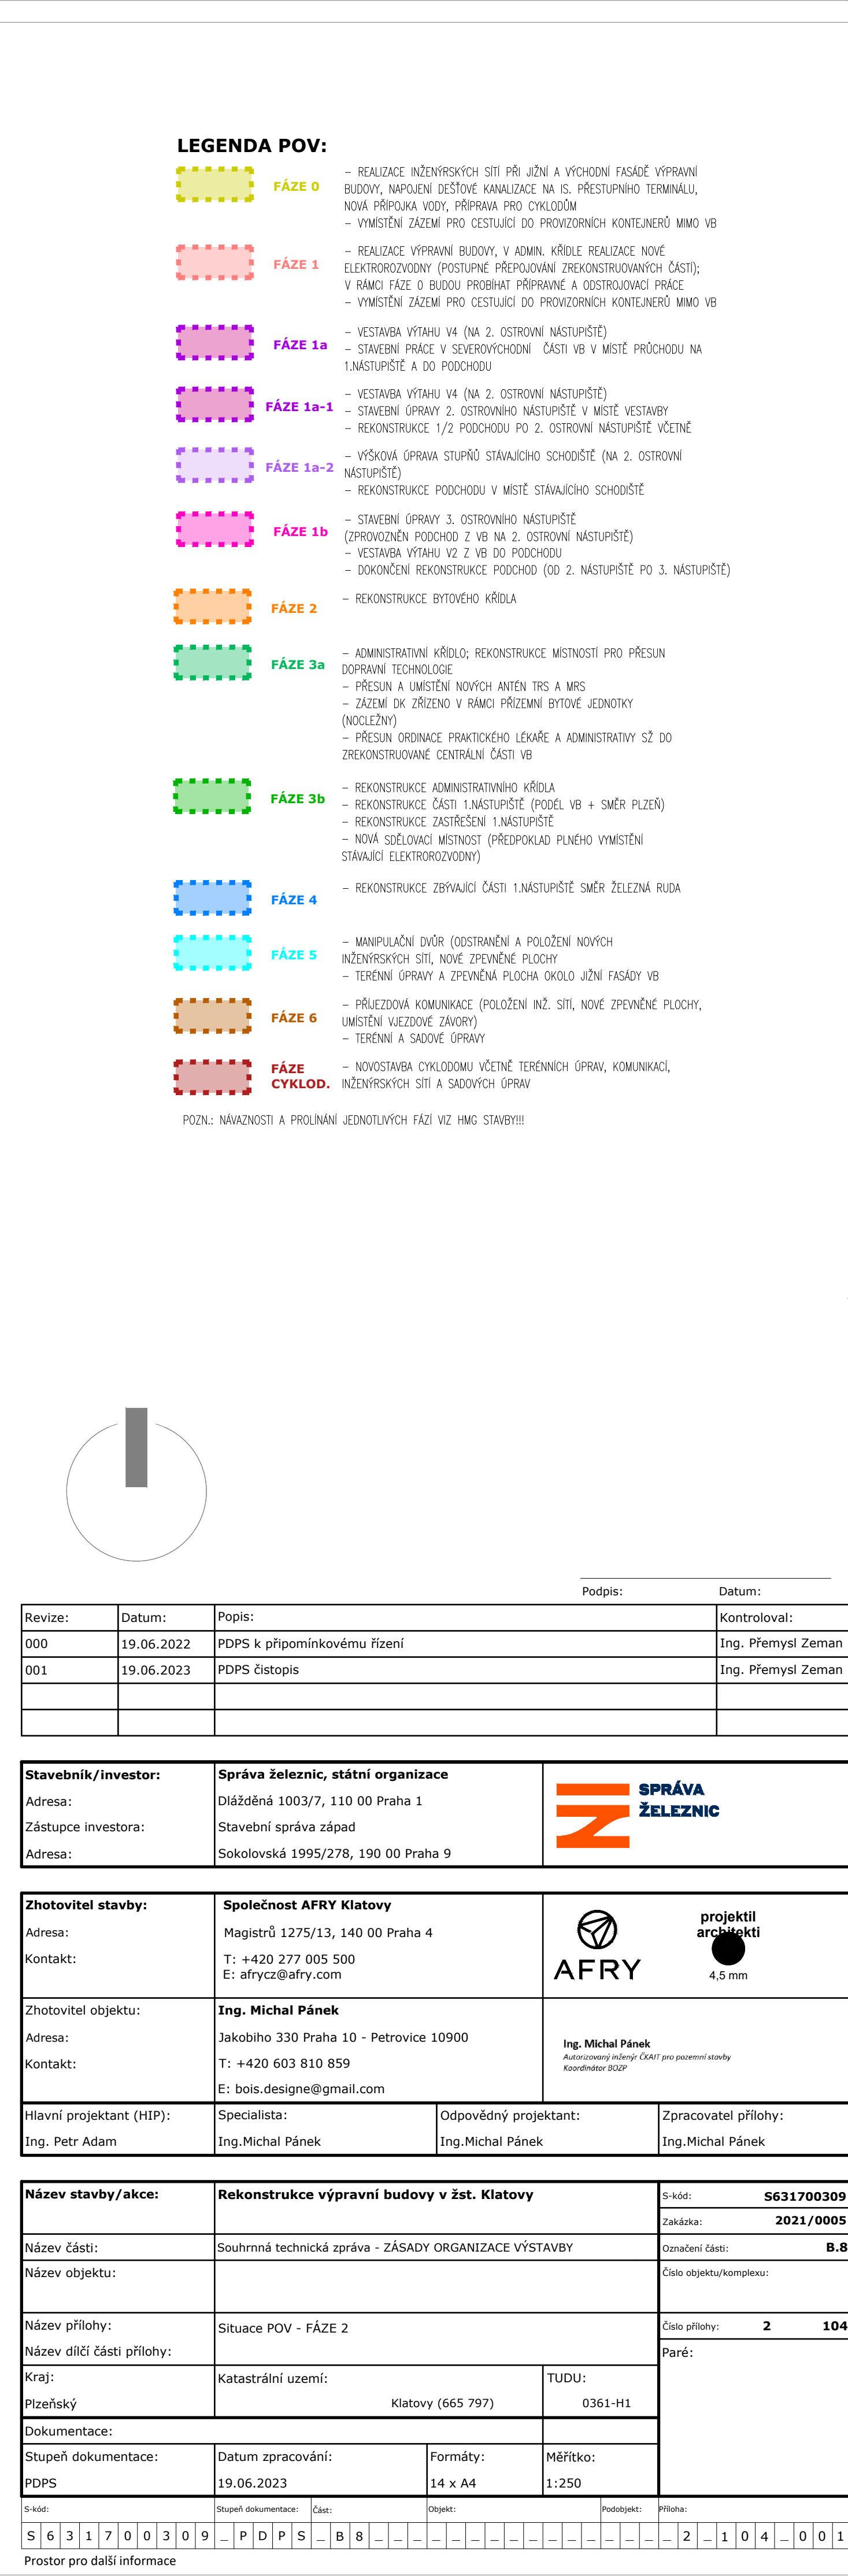 LEGENDA POV:
FÁZE 0
– REALIZACE INŽENÝRSKÝCH SÍTÍ PŘI JIŽNÍ A VÝCHODNÍ FASÁDĚ VÝPRAVNÍ
BUDOVY, NAPOJENÍ DEŠŤOVÉ KANALIZACE NA IS. PŘESTUPNÍHO TERMINÁLU,
NOVÁ PŘÍPOJKA VODY, PŘÍPRAVA PRO CYKLODŮM
– VYMÍSTĚNÍ ZÁZEMÍ PRO CESTUJÍCÍ DO PROVIZORNÍCH KONTEJNERŮ MIMO VB
FÁZE 1
– REALIZACE VÝPRAVNÍ BUDOVY, V ADMIN. KŘÍDLE REALIZACE NOVÉ
ELEKTROROZVODNY (POSTUPNÉ PŘEPOJOVÁNÍ ZREKONSTRUOVANÝCH ČÁSTÍ);
V RÁMCI FÁZE 0 BUDOU PROBÍHAT PŘÍPRAVNÉ A ODSTROJOVACÍ PRÁCE
– VYMÍSTĚNÍ ZÁZEMÍ PRO CESTUJÍCÍ DO PROVIZORNÍCH KONTEJNERŮ MIMO VB
FÁZE 1a
– VESTAVBA VÝTAHU V4 (NA 2. OSTROVNÍ NÁSTUPIŠTĚ)
– STAVEBNÍ PRÁCE V SEVEROVÝCHODNÍ ČÁSTI VB V MÍSTĚ PRŮCHODU NA
1.NÁSTUPIŠTĚ A DO PODCHODU
FÁZE 1a-1
– VESTAVBA VÝTAHU V4 (NA 2. OSTROVNÍ NÁSTUPIŠTĚ)
– STAVEBNÍ ÚPRAVY 2. OSTROVNÍHO NÁSTUPIŠTĚ V MÍSTĚ VESTAVBY
– REKONSTRUKCE 1/2 PODCHODU PO 2. OSTROVNÍ NÁSTUPIŠTĚ VČETNĚ
FÁZE 1a-2
– VÝŠKOVÁ ÚPRAVA STUPŇŮ STÁVAJÍCÍHO SCHODIŠTĚ (NA 2. OSTROVNÍ
NÁSTUPIŠTĚ)
– REKONSTRUKCE PODCHODU V MÍSTĚ STÁVAJÍCÍHO SCHODIŠTĚ
FÁZE 1b
– STAVEBNÍ ÚPRAVY 3. OSTROVNÍHO NÁSTUPIŠTĚ
(ZPROVOZNĚN PODCHOD Z VB NA 2. OSTROVNÍ NÁSTUPIŠTĚ)
– VESTAVBA VÝTAHU V2 Z VB DO PODCHODU
– DOKONČENÍ REKONSTRUKCE PODCHOD (OD 2. NÁSTUPIŠTĚ PO 3. NÁSTUPIŠTĚ)
FÁZE 2
– REKONSTRUKCE BYTOVÉHO KŘÍDLA
FÁZE 3a
– ADMINISTRATIVNÍ KŘÍDLO; REKONSTRUKCE MÍSTNOSTÍ PRO PŘESUN
DOPRAVNÍ TECHNOLOGIE
– PŘESUN A UMÍSTĚNÍ NOVÝCH ANTÉN TRS A MRS
– ZÁZEMÍ DK ZŘÍZENO V RÁMCI PŘÍZEMNÍ BYTOVÉ JEDNOTKY
(NOCLEŽNY)
– PŘESUN ORDINACE PRAKTICKÉHO LÉKAŘE A ADMINISTRATIVY SŽ DO
ZREKONSTRUOVANÉ CENTRÁLNÍ ČÁSTI VB
FÁZE 3b
– REKONSTRUKCE ADMINISTRATIVNÍHO KŘÍDLA
– REKONSTRUKCE ČÁSTI 1.NÁSTUPIŠTĚ (PODÉL VB + SMĚR PLZEŇ)
– REKONSTRUKCE ZASTŘEŠENÍ 1.NÁSTUPIŠTĚ
– NOVÁ SDĚLOVACÍ MÍSTNOST (PŘEDPOKLAD PLNÉHO VYMÍSTĚNÍ
STÁVAJÍCÍ ELEKTROROZVODNY)
FÁZE 4
– REKONSTRUKCE ZBÝVAJÍCÍ ČÁSTI 1.NÁSTUPIŠTĚ SMĚR ŽELEZNÁ RUDA
FÁZE 5
– MANIPULAČNÍ DVŮR (ODSTRANĚNÍ A POLOŽENÍ NOVÝCH
INŽENÝRSKÝCH SÍTÍ, NOVÉ ZPEVNĚNÉ PLOCHY
– TERÉNNÍ ÚPRAVY A ZPEVNĚNÁ PLOCHA OKOLO JIŽNÍ FASÁDY VB
FÁZE 6
– PŘÍJEZDOVÁ KOMUNIKACE (POLOŽENÍ INŽ. SÍTÍ, NOVÉ ZPEVNĚNÉ PLOCHY,
UMÍSTĚNÍ VJEZDOVÉ ZÁVORY)
– TERÉNNÍ A SADOVÉ ÚPRAVY
FÁZE
CYKLOD.
– NOVOSTAVBA CYKLODOMU VČETNĚ TERÉNNÍCH ÚPRAV, KOMUNIKACÍ,
INŽENÝRSKÝCH SÍTÍ A SADOVÝCH ÚPRAV
POZN.: NÁVAZNOSTI A PROLÍNÁNÍ JEDNOTLIVÝCH FÁZÍ VIZ HMG STAVBY!!!
Podpis: Datum:
Revize: Datum: Popis: Kontroloval:
000 19.06.2022 PDPS k připomínkovému řízení Ing. Přemysl Zeman
001 19.06.2023 PDPS čistopis Ing. Přemysl Zeman
Stavebník/investor: Správa železnic, státní organizace
Adresa: Dlážděná 1003/7, 110 00 Praha 1
Zástupce investora: Stavební správa západ
Adresa: Sokolovská 1995/278, 190 00 Praha 9
SPRÁVA
ŽELEZNIC
Zhotovitel stavby: Společnost AFRY Klatovy
Adresa: Magistrů 1275/13, 140 00 Praha 4
Kontakt: T: +420 277 005 500
E: afrycz@afry.com
AFRY
projektil
architekti
4,5 mm
Zhotovitel objektu: Ing. Michal Pánek
Adresa: Jakobiho 330 Praha 10 - Petrovice 10900
Kontakt: T: +420 603 810 859
E: bois.designe@gmail.com
Ing. Michal Pánek
Autorizovaný inženýr ČKAIT pro pozemní stavby
Koordinátor BOZP
Hlavní projektant (HIP): Specialista: Odpovědný projektant: Zpracovatel přílohy:
Ing. Petr Adam Ing.Michal Pánek Ing.Michal Pánek Ing.Michal Pánek
Název stavby/akce: Rekonstrukce výpravní budovy v žst. Klatovy
S-kód: S631700309
Zakázka: 2021/0005
Název části: Souhrnná technická zpráva - ZÁSADY ORGANIZACE VÝSTAVBY
Označení části: B.8
Název objektu:
Číslo objektu/komplexu:
Název přílohy: Situace POV - FÁZE 2
Číslo přílohy: 2 104
Název dílčí části přílohy:
Paré:
Kraj: Katastrální uzemí: TUDU:
Plzeňský Klatovy (665 797) 0361-H1
Dokumentace:
Stupeň dokumentace: Datum zpracování: Formáty: Měřítko:
PDPS 19.06.2023 14 x A4 1:250
S-kód: Stupeň dokumentace: Část: Objekt: Podobjekt: Příloha:
S 6 3 1 7 0 0 3 0 9 _ P D P S _ B 8 _ _ _ _ _ _ _ _ _ _ _ _ _ _ _ _ 2 _ 1 0 4 _ 0 0 1
Prostor pro další informace